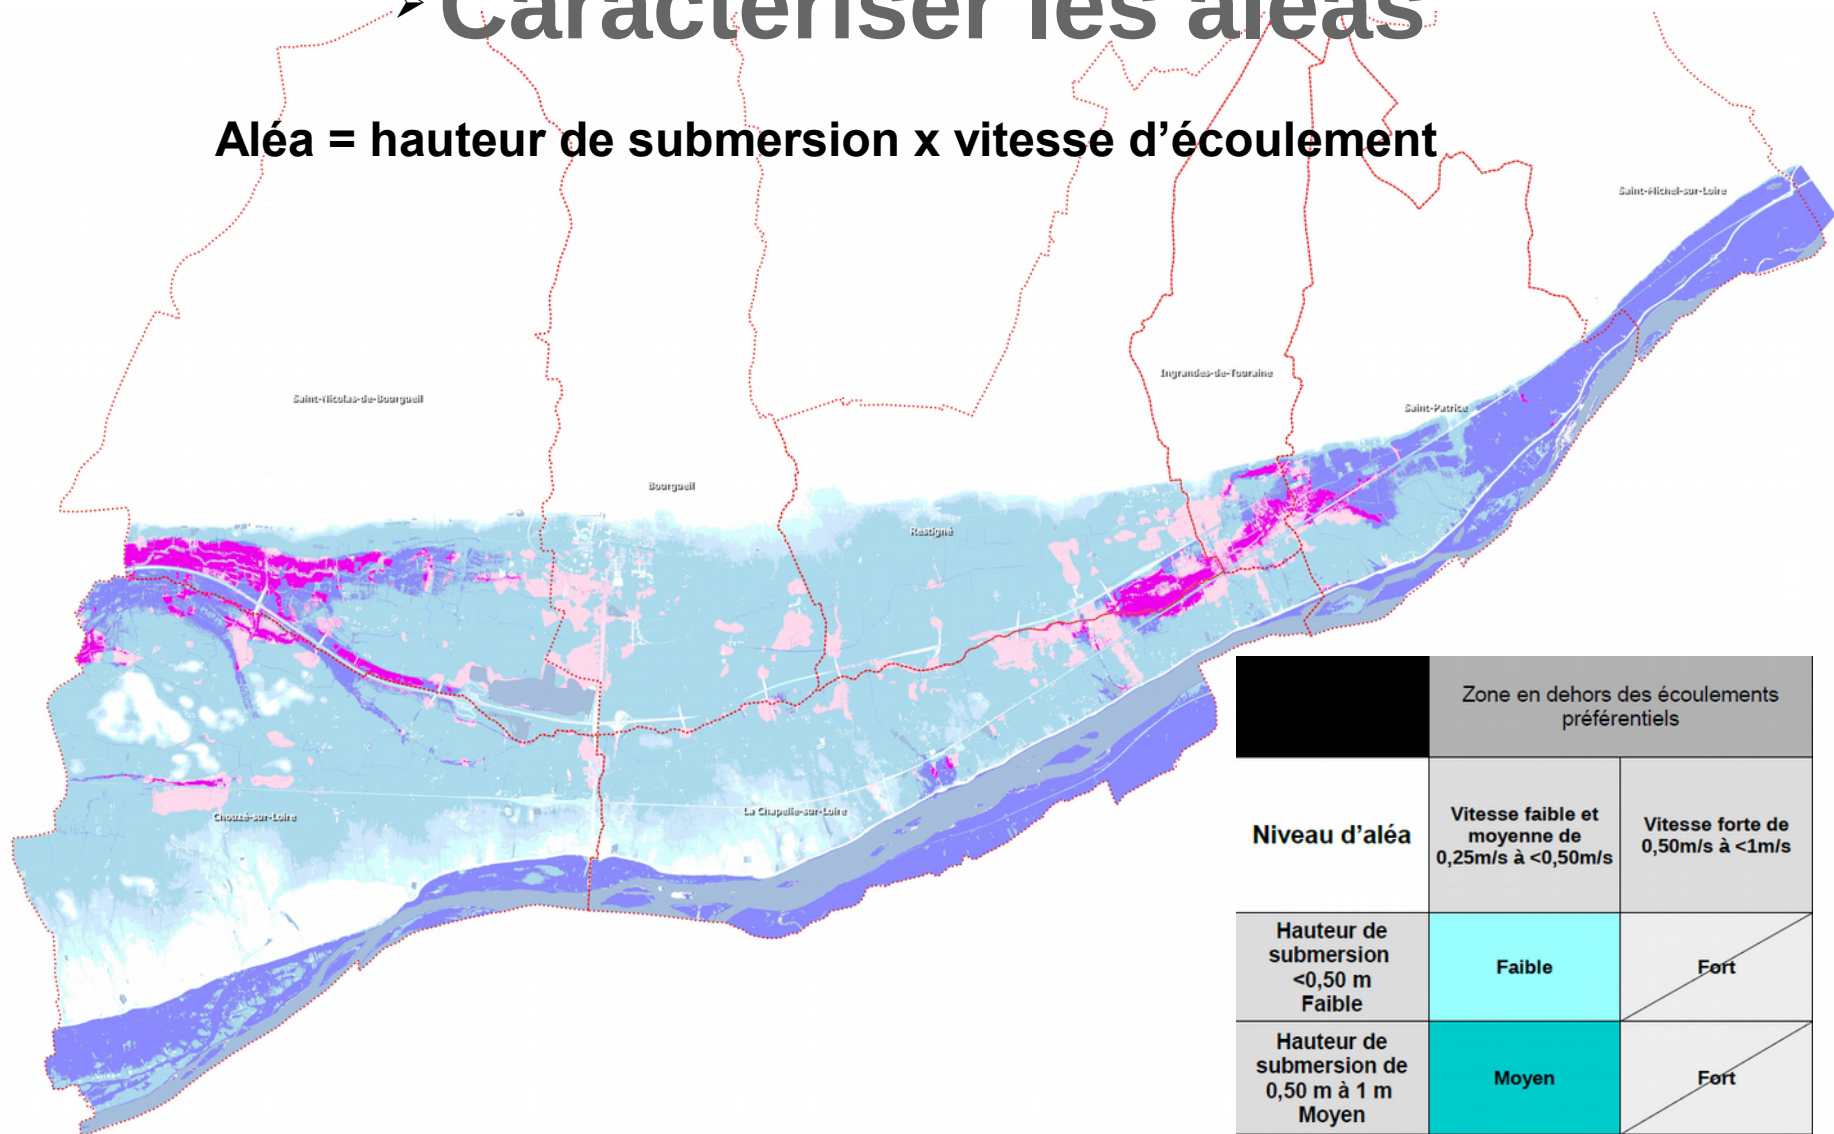 ➢ Caractériser les aléas
Aléa = hauteur de submersion x vitesse d’écoulement
Saint-Michel-sur-Loire
Ingrandes-de-Touraine
Saint-Nicolas-de-Bourgueil
Saint-Patrice
Bourgueil
Restigné
Chouzé-sur-Loire
La Chapelle-sur-Loire
Zone en dehors des écoulements
préférentiels
Niveau d’aléa
Vitesse faible et
moyenne de
0,25m/s à <0,50m/s
Vitesse forte de
0,50m/s à <1m/s
Hauteur de
submersion
<0,50 m
Faible
Faible
Fort
Hauteur de
submersion de
0,50 m à 1 m
Moyen
Moyen
Fort